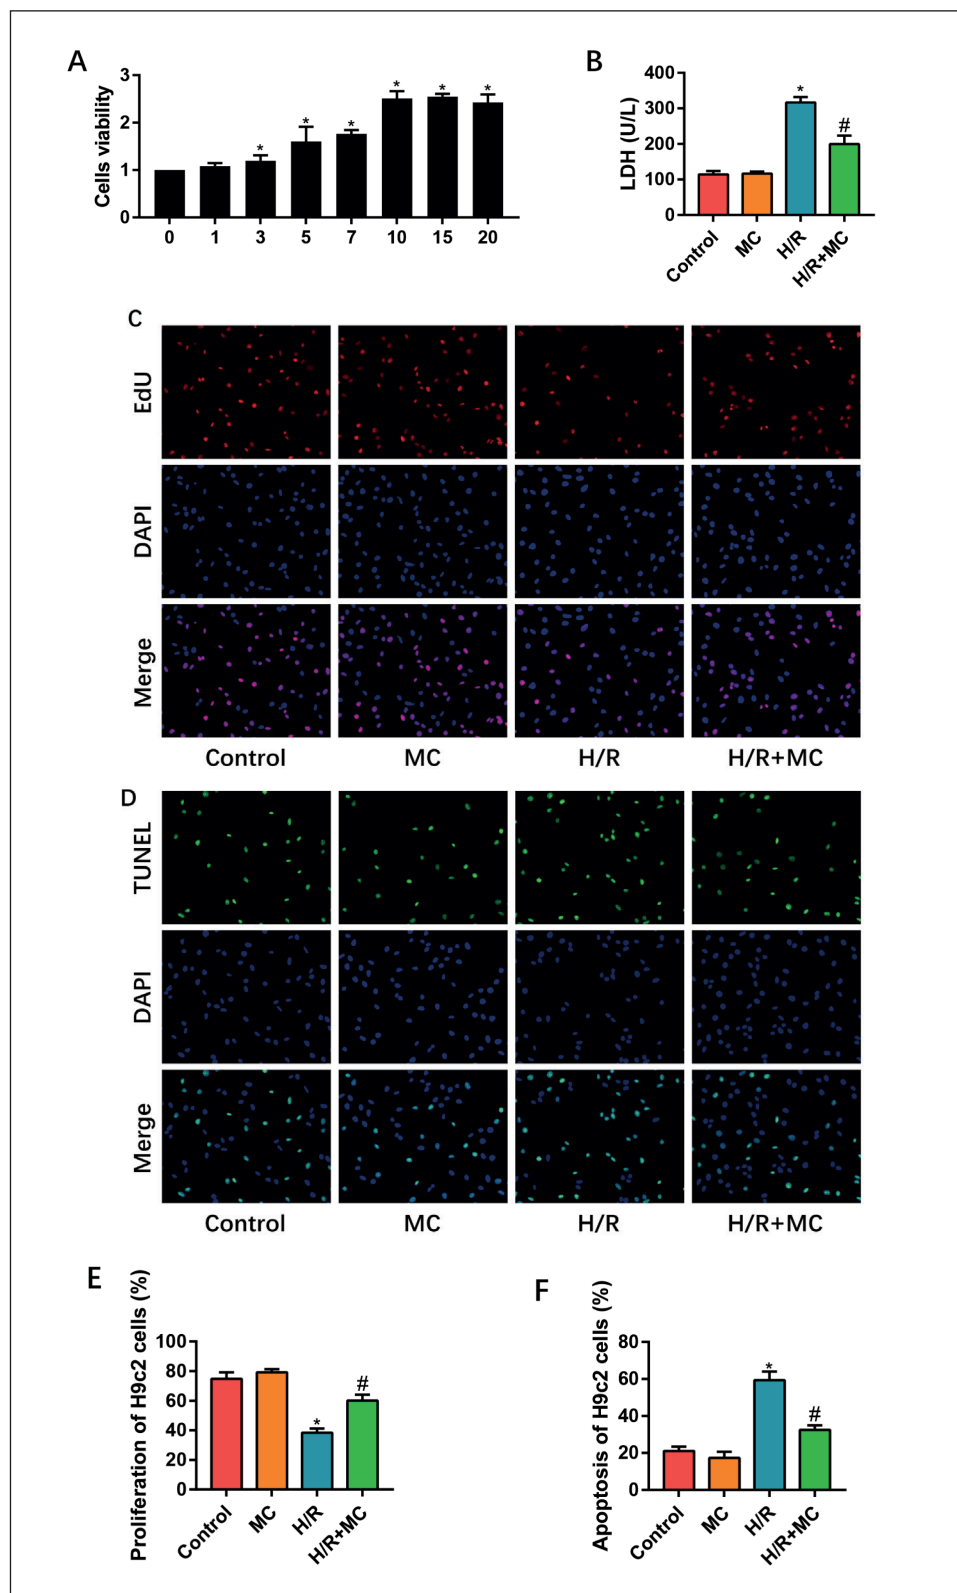 A
Cells viability
3
2
1
0
* * * * * *
0 1 3 5 7 10 15 20
B
LDH (U/L)
400
300
200
100
0
*
#
Control MC H/R H/R+MC
C
EdU
DAPI
Merge
Control MC H/R H/R+MC
D
TUNEL
DAPI
Merge
Control MC H/R H/R+MC
E
Proliferation of H9c2 cells (%)
100
80
60
40
20
0
*
#
Control MC H/R H/R+MC
F
Apoptosis of H9c2 cells (%)
80
60
40
20
0
*
#
Control MC H/R H/R+MC